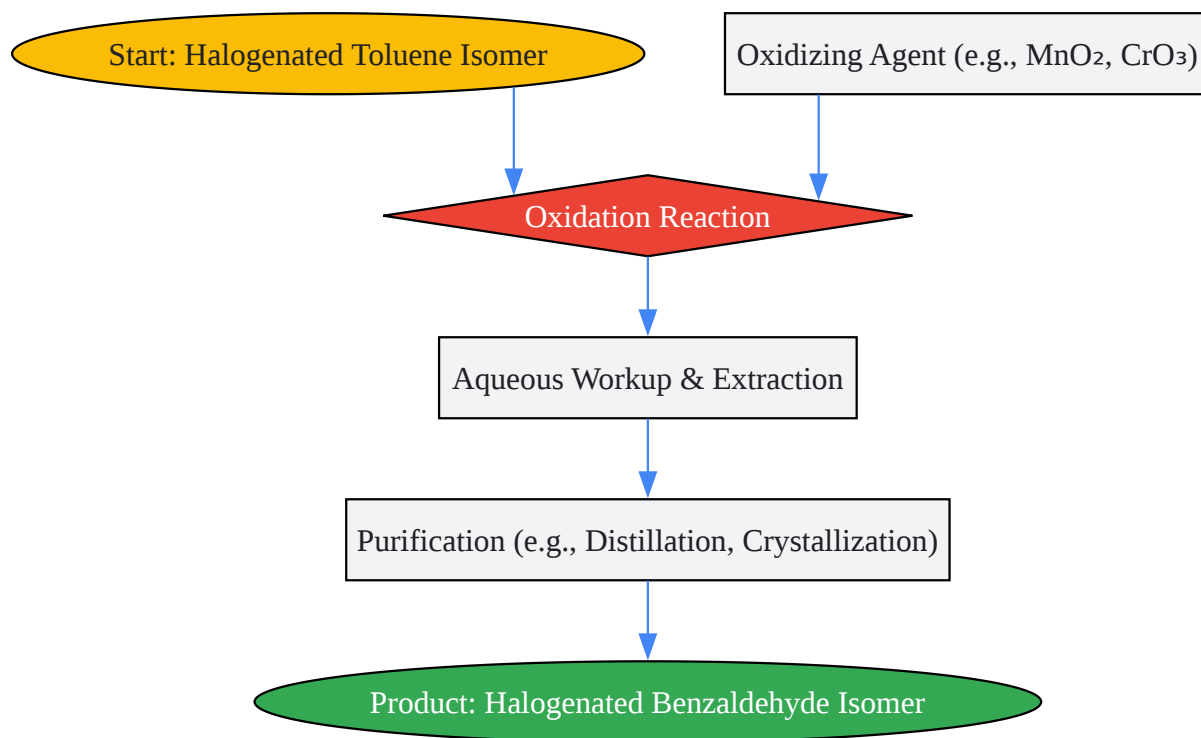 Start: Halogenated Toluene Isomer
Oxidizing Agent (e.g., MnO₂, CrO₃)
Oxidation Reaction
Aqueous Workup & Extraction
Purification (e.g., Distillation, Crystallization)
Product: Halogenated Benzaldehyde Isomer